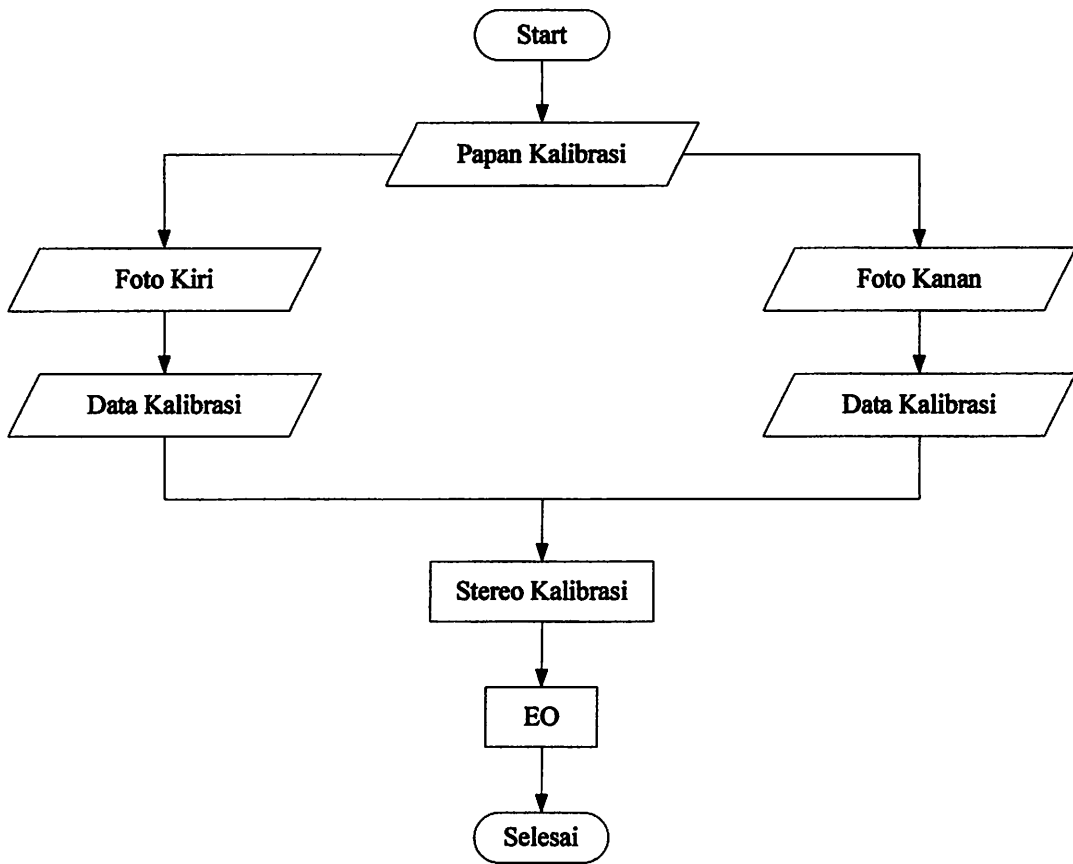 Start
Papan Kalibrasi
Foto Kiri
Foto Kanan
Data Kalibrasi
Data Kalibrasi
Stereo Kalibrasi
EO
Selesai